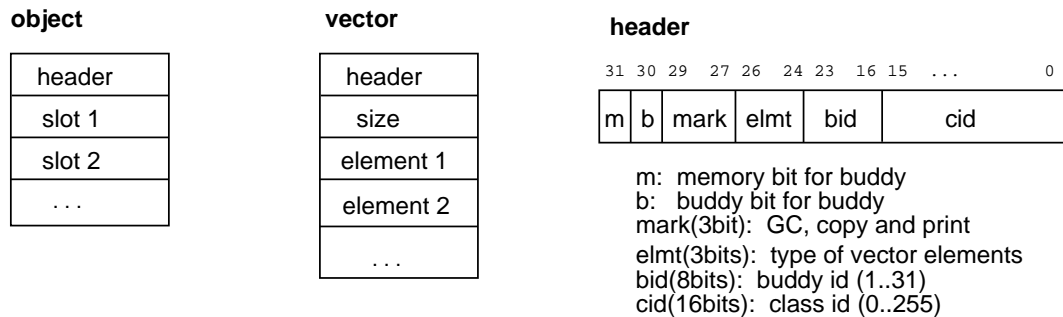 object
header
slot 1
slot 2
. . .
vector
header
size
element 1
element 2
. . .
header
31 30 29 27 26 24 23 16 15 ... 0
m b mark elmt bid cid
m: memory bit for buddy
b: buddy bit for buddy
mark(3bit): GC, copy and print
elmt(3bits): type of vector elements
bid(8bits): buddy id (1..31)
cid(16bits): class id (0..255)